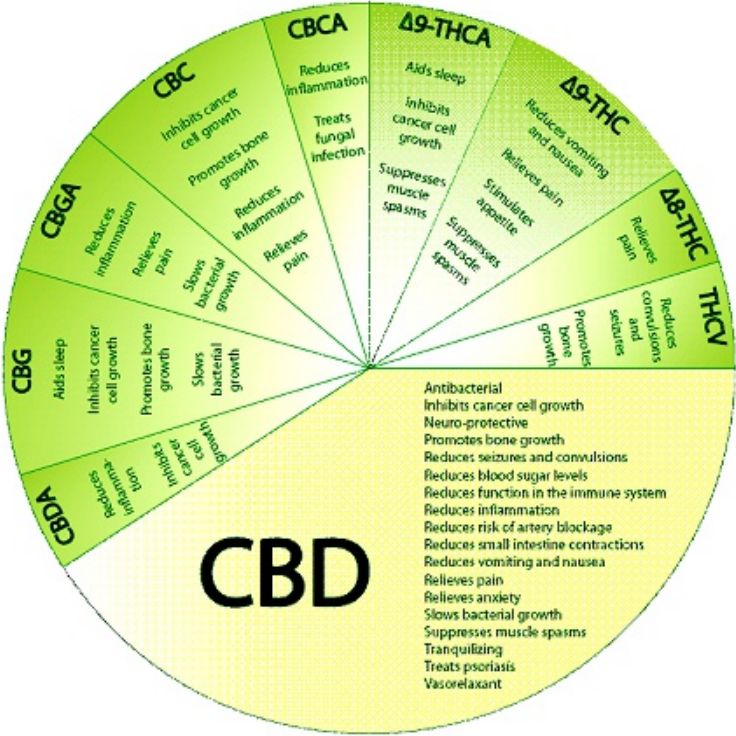 CBCA
Reduces
inflammation
Treats
fungal
infection
Δ9-THCA
Aids sleep
Inhibits
cancer cell
growth
Suppresses
muscle
spasms
Δ9-THC
Reduces vomiting
and nausea
Relieves pain
Stimulates
appetite
Suppresses
muscle
spasms
Δ8-THC
Relieves
pain
THCV
Reduces
convulsions
and
seizures
Promotes
bone
growth
CBD
Antibacterial
Inhibits cancer cell growth
Neuro-protective
Promotes bone growth
Reduces seizures and convulsions
Reduces blood sugar levels
Reduces function in the immune system
Reduces inflammation
Reduces risk of artery blockage
Reduces small intestine contractions
Reduces vomiting and nausea
Relieves pain
Relieves anxiety
Slows bacterial growth
Suppresses muscle spasms
Tranquilizing
Treats psoriasis
Vasorelaxant
CBDA
Reduces
inflamma-
tion
Inhibits
cancer
cell
growth
CBG
Aids sleep
Inhibits cancer
cell growth
Promotes bone
growth
Slows
bacterial
growth
CBGA
Reduces
inflammation
Relieves
pain
Slows
bacterial
growth
CBC
Inhibits cancer
cell growth
Promotes bone
growth
Reduces
inflammation
Relieves
pain